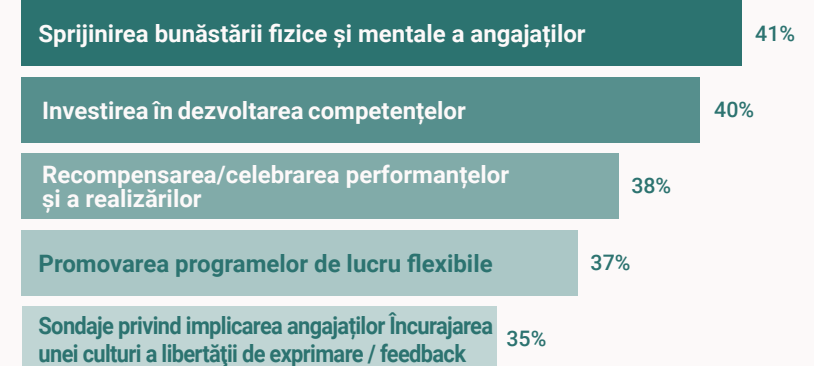 Sprijinirea bunăstării fizice și mentale a angajaților 41%
Investirea în dezvoltarea competențelor 40%
Recompensarea/celebrarea performanțelor
și a realizărilor 38%
Promovarea programelor de lucru flexibile 37%
Sondaje privind implicarea angajaților Încurajarea
unei culturi a libertăţii de exprimare / feedback 35%